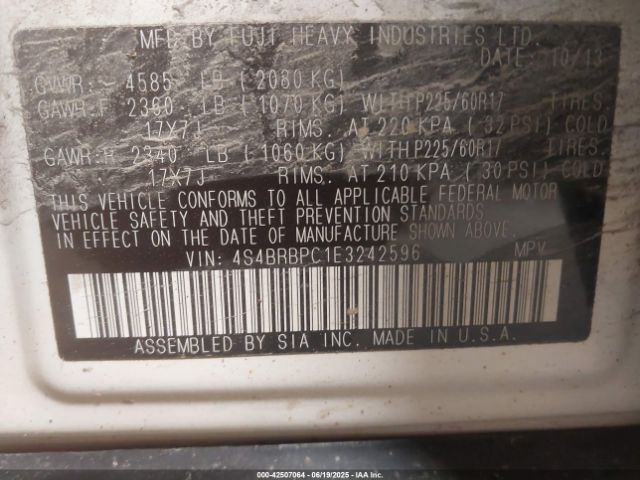 MFD BY FUJI HEAVY INDUSTRIES LTD.
DATE: 10/13
GVWR: 4585 LB ( 2080 KG)
GAWR:F 2360 LB ( 1070 KG) WITH P225/60R17 TIRES,
17X7J RIMS, AT 220 KPA ( 32 PSI) COLD
GAWR:R 2340 LB ( 1060 KG) WITH P225/60R17 TIRES,
17X7J RIMS, AT 210 KPA ( 30 PSI) COLD
THIS VEHICLE CONFORMS TO ALL APPLICABLE FEDERAL MOTOR
VEHICLE SAFETY AND THEFT PREVENTION STANDARDS
IN EFFECT ON THE DATE OF MANUFACTURE SHOWN ABOVE.
VIN: 4S4BRBPC1E3242596 MPV
ASSEMBLED BY SIA INC. MADE IN U.S.A.
000-42507064 - 06/19/2025 - IAA Corp.